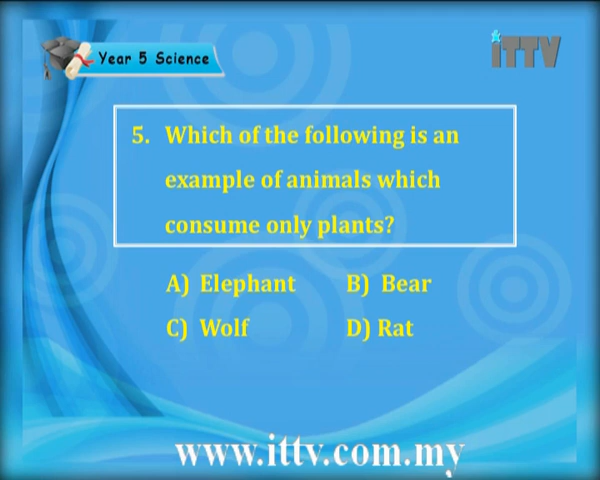 Year 5 Science
iTTV
5. Which of the following is an
example of animals which
consume only plants?
A) Elephant B) Bear
C) Wolf D) Rat
www.ittv.com.my